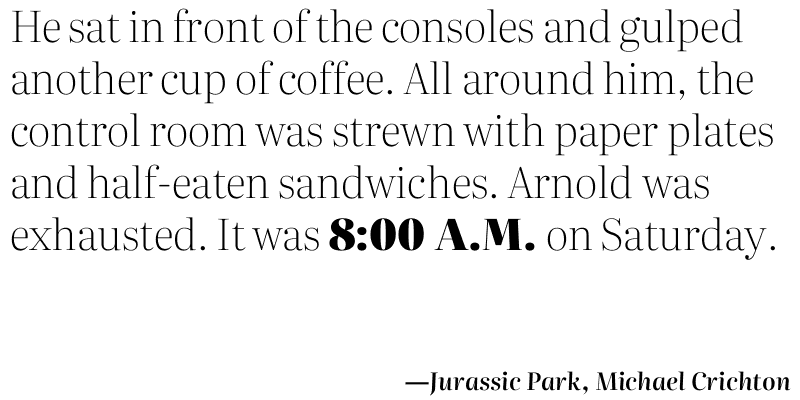 He sat in front of the consoles and gulped
another cup of coffee. All around him, the
control room was strewn with paper plates
and half-eaten sandwiches. Arnold was
exhausted. It was 8:00 A.M. on Saturday.
—Jurassic Park, Michael Crichton